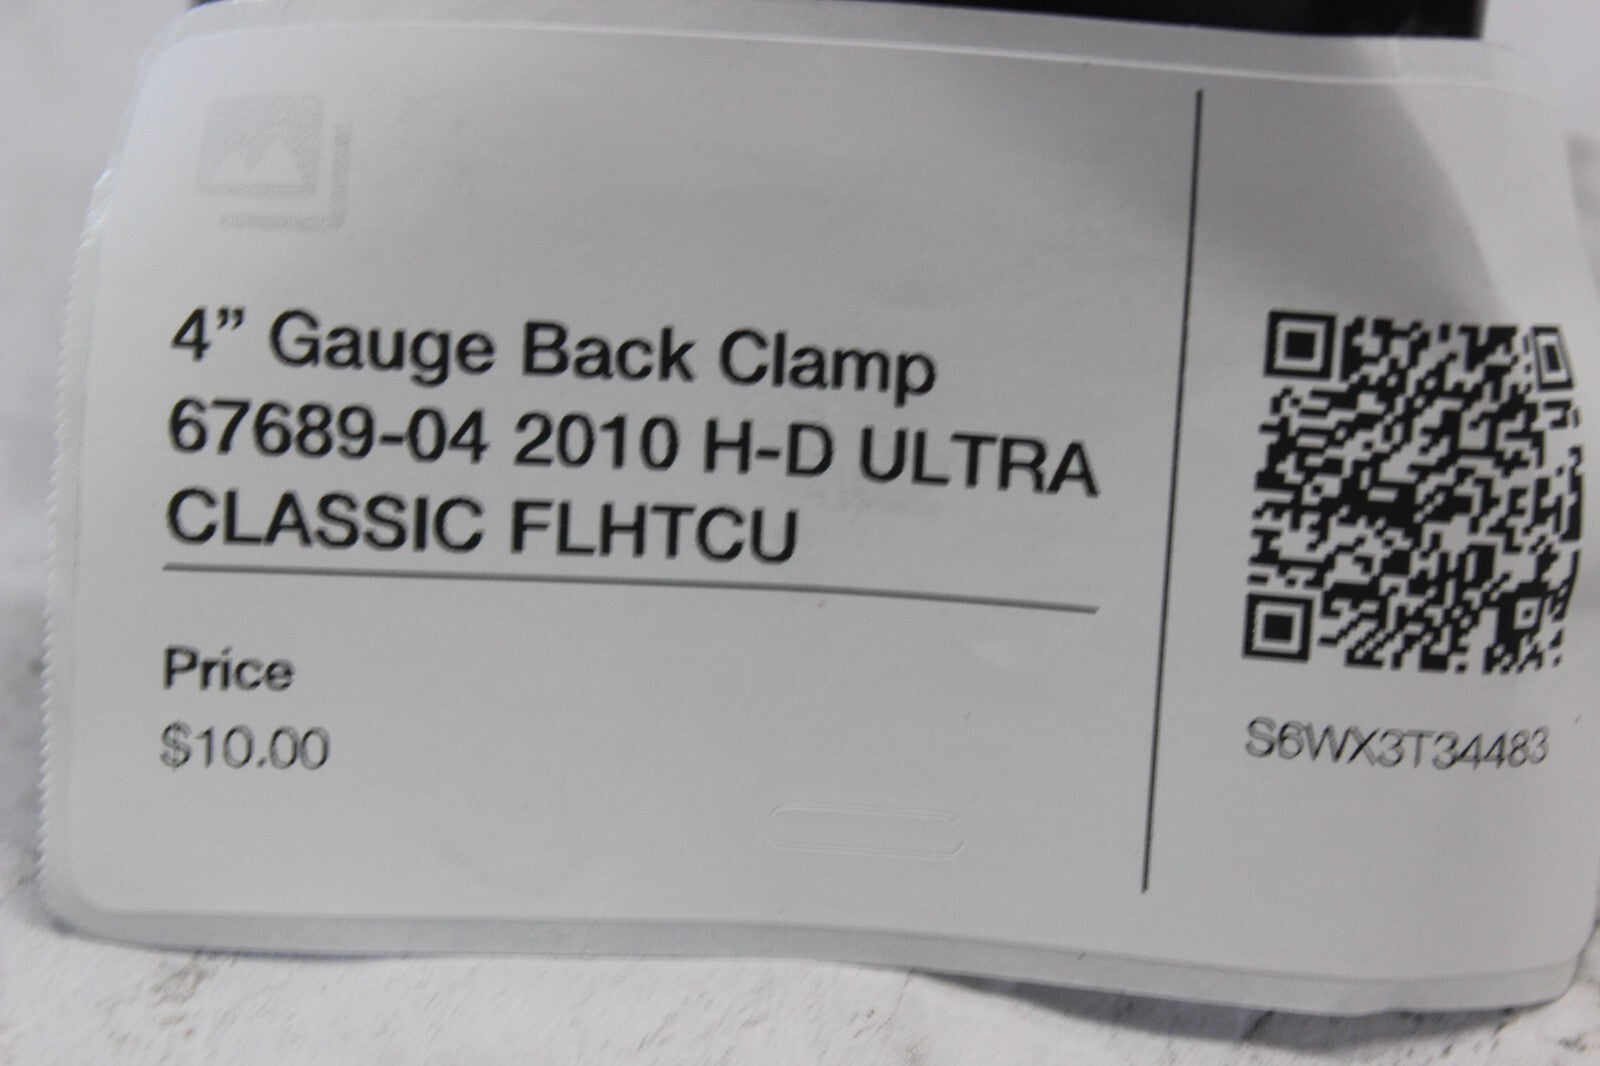 4” Gauge Back Clamp
67689-04 2010 H-D ULTRA
CLASSIC FLHTCU
Price
$10.00
S6WX3T34483